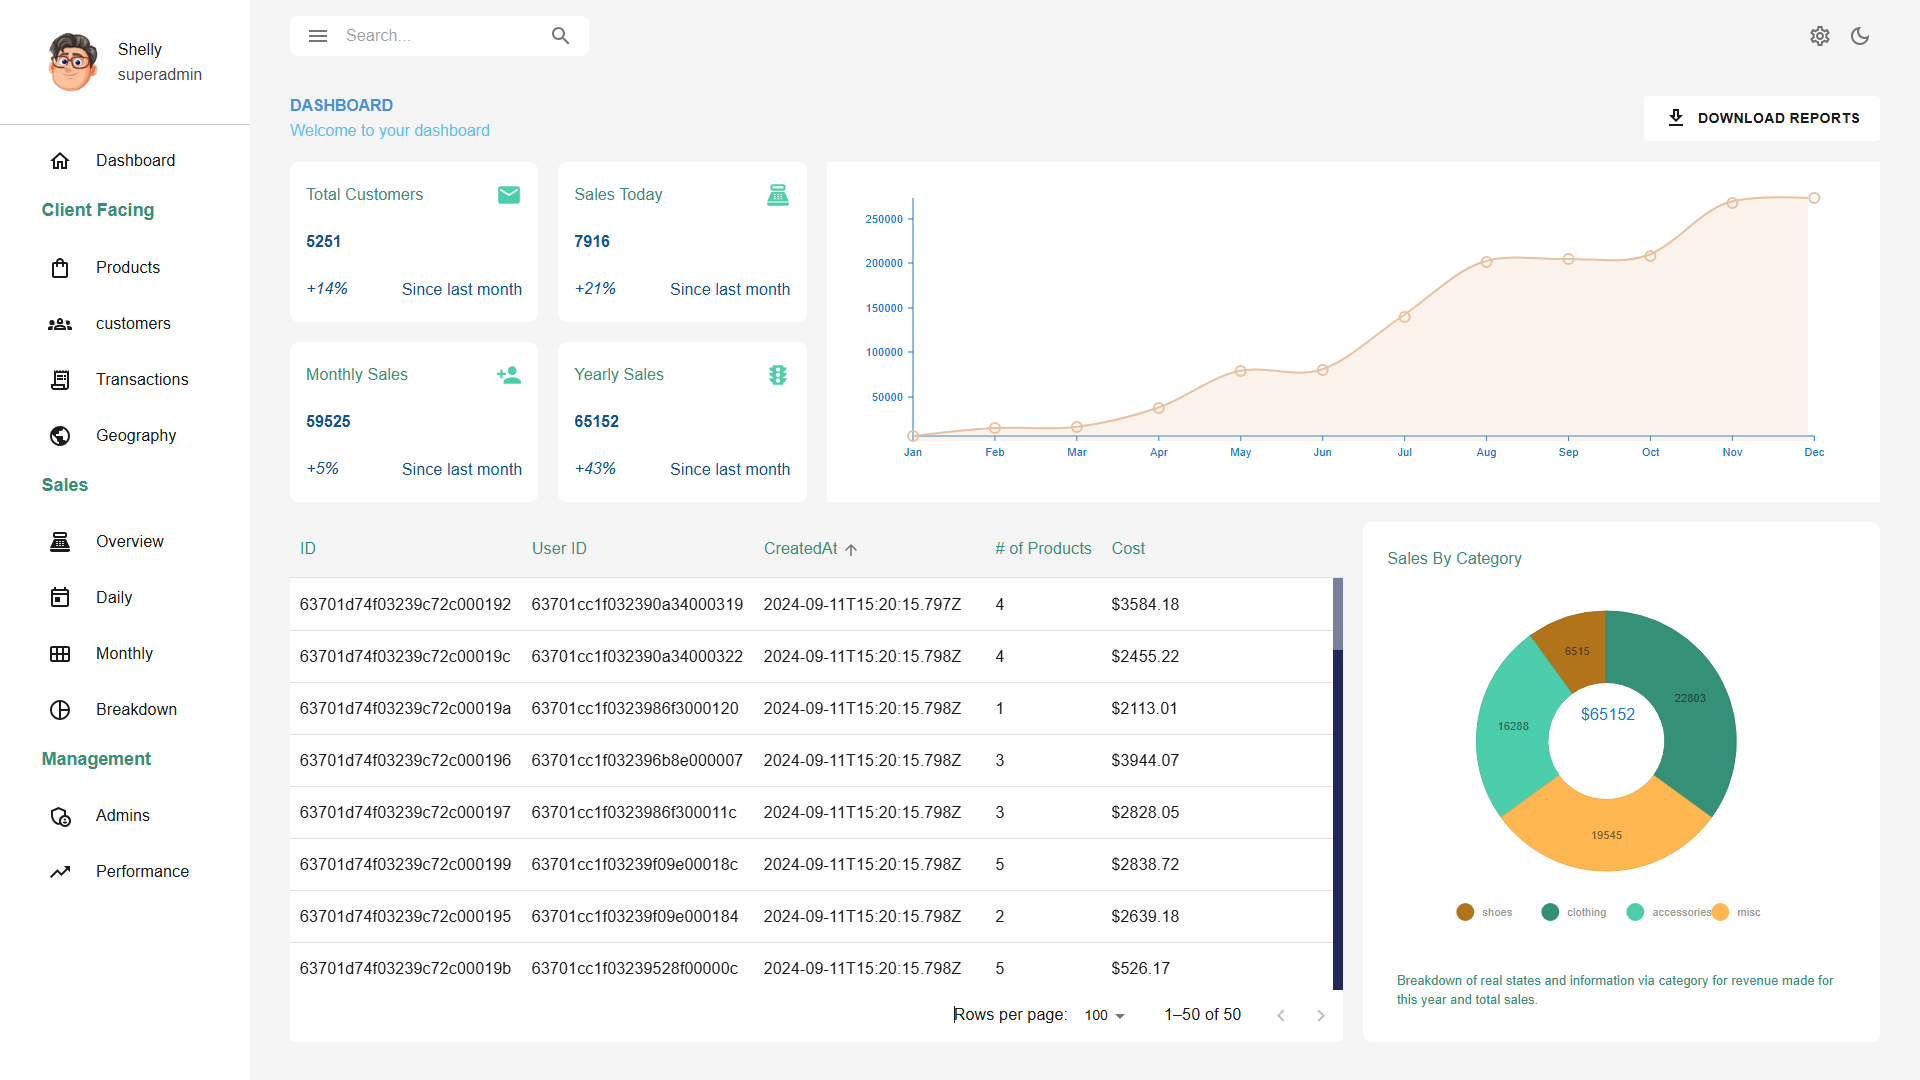 Shelly
superadmin
Dashboard
Client Facing
Products
customers
Transactions
Geography
Sales
Overview
Daily
Monthly
Breakdown
Management
Admins
Performance
Search...
DASHBOARD
Welcome to your dashboard
DOWNLOAD REPORTS
Total Customers
5251
+14% Since last month
Sales Today
7916
+21% Since last month
Monthly Sales
59525
+5% Since last month
Yearly Sales
65152
+43% Since last month
250000
200000
150000
100000
50000
Jan Feb Mar Apr May Jun Jul Aug Sep Oct Nov Dec
ID User ID CreatedAt # of Products Cost
63701d74f03239c72c000192 63701cc1f032390a34000319 2024-09-11T15:20:15.797Z 4 $3584.18
63701d74f03239c72c00019c 63701cc1f032390a34000322 2024-09-11T15:20:15.798Z 4 $2455.22
63701d74f03239c72c00019a 63701cc1f0323986f3000120 2024-09-11T15:20:15.798Z 1 $2113.01
63701d74f03239c72c000196 63701cc1f032396b8e000007 2024-09-11T15:20:15.798Z 3 $3944.07
63701d74f03239c72c000197 63701cc1f0323986f300011c 2024-09-11T15:20:15.798Z 3 $2828.05
63701d74f03239c72c000199 63701cc1f03239f09e00018c 2024-09-11T15:20:15.798Z 5 $2838.72
63701d74f03239c72c000195 63701cc1f03239f09e000184 2024-09-11T15:20:15.798Z 2 $2639.18
63701d74f03239c72c00019b 63701cc1f03239528f00000c 2024-09-11T15:20:15.798Z 5 $526.17
Rows per page: 100 1–50 of 50
Sales By Category
6515
22803
16288
19545
$65152
shoes clothing accessories misc
Breakdown of real states and information via category for revenue made for
this year and total sales.